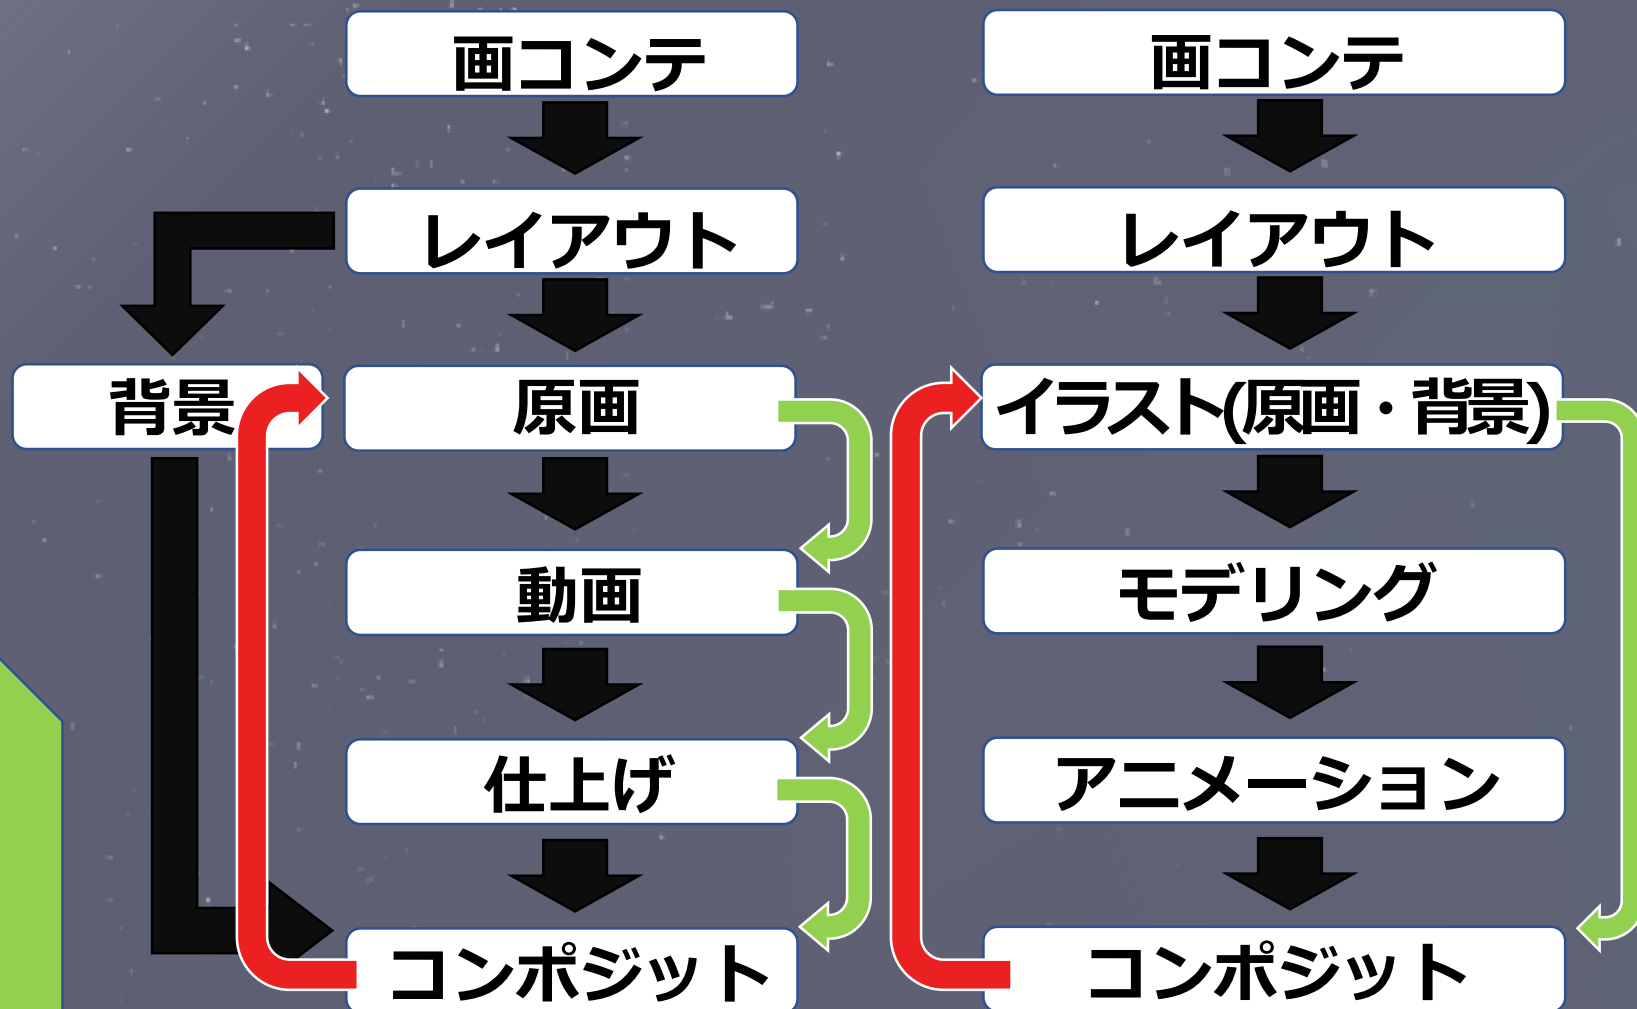 画コンテ
レイアウト
背景
原画
動画
仕上げ
コンポジット
画コンテ
レイアウト
イラスト(原画・背景)
モデリング
アニメーション
コンポジット